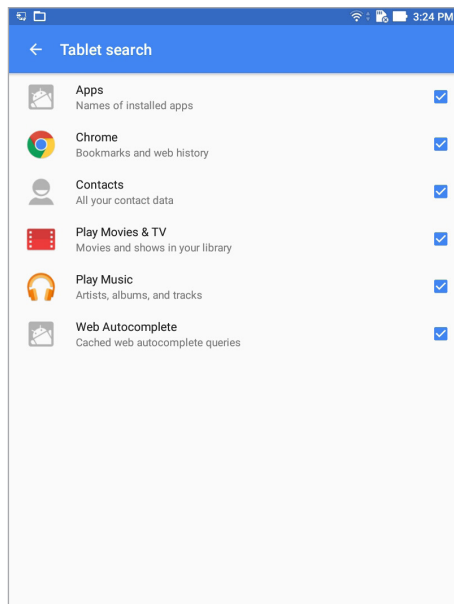 3:24 PM
Tablet search
Apps
Names of installed apps
Chrome
Bookmarks and web history
Contacts
All your contact data
Play Movies & TV
Movies and shows in your library
Play Music
Artists, albums, and tracks
Web Autocomplete
Cached web autocomplete queries